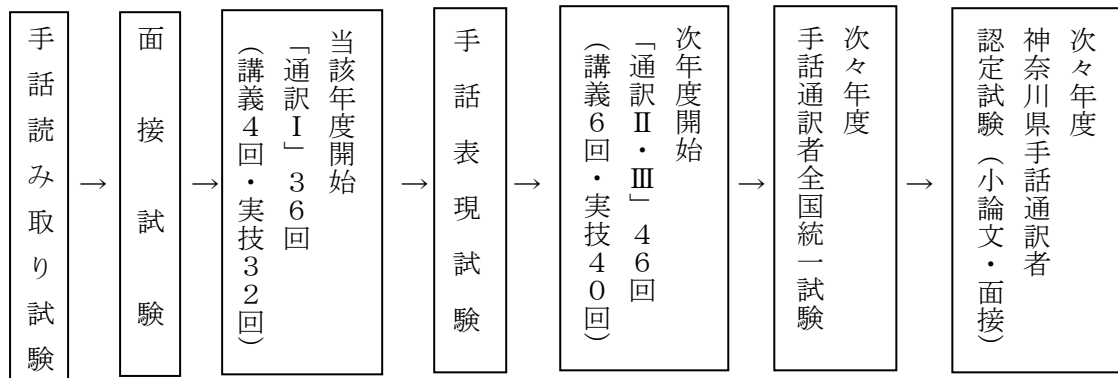 手話読み取り試験
→
面接試験
→
当該年度開始
「通訳Ⅰ」３６回
（講義４回・実技３２回）
→
手話表現試験
→
次年度開始
「通訳Ⅱ・Ⅲ」４６回
（講義６回・実技４０回）
→
次々年度
手話通訳者全国統一試験
→
次々年度
神奈川県手話通訳者
認定試験（小論文・面接）